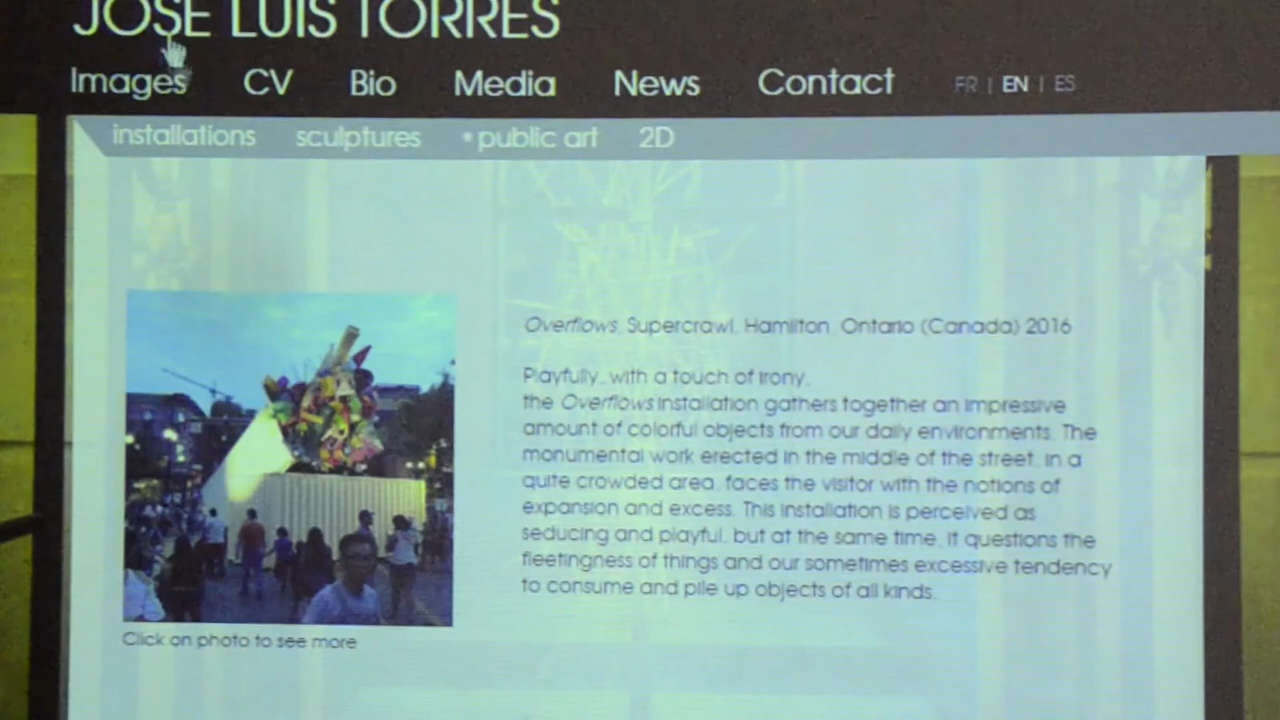 JOSE LUIS TORRES
Images CV Bio Media News Contact FR | EN | ES
installations sculptures • public art 2D
Overflows, Supercrawl, Hamilton, Ontario (Canada) 2016
Playfully, with a touch of irony,
the Overflows installation gathers together an impressive
amount of colorful objects from our daily environments. The
monumental work erected in the middle of the street, in a
quite crowded area, faces the visitor with the notions of
expansion and excess. This installation is perceived as
seducing and playful, but at the same time, it questions the
fleetingness of things and our sometimes excessive tendency
to consume and pile up objects of all kinds.
Click on photo to see more